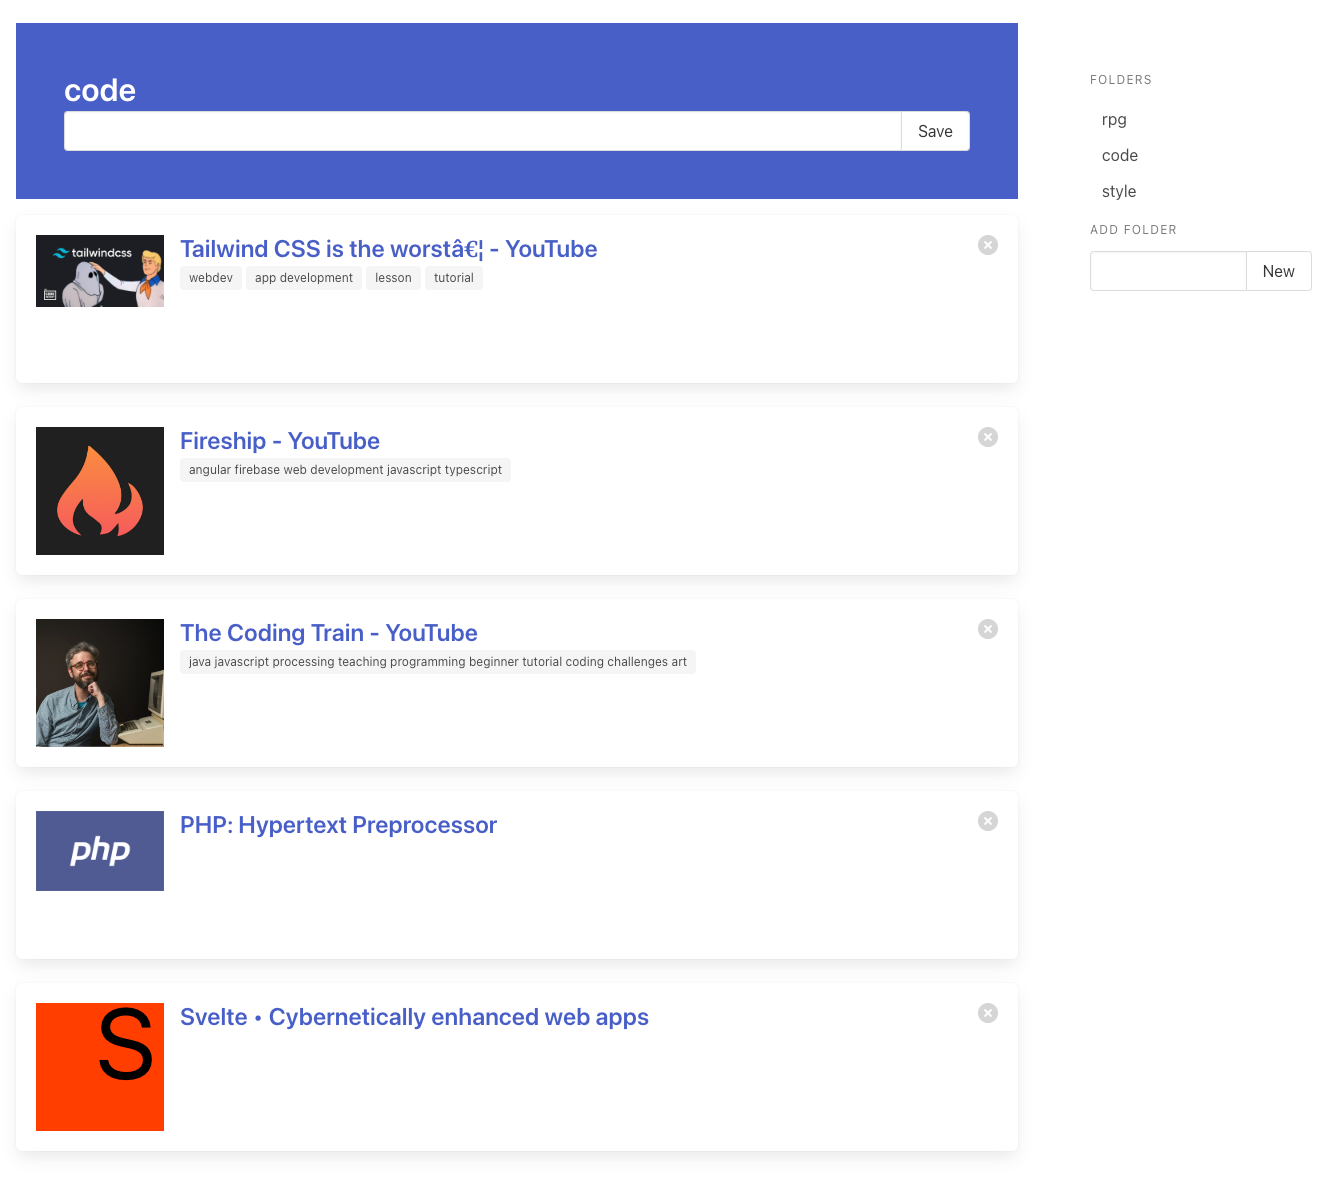 code
Save
tailwindcss
Tailwind CSS is the worstâ€¦ - YouTube
webdev app development lesson tutorial
Fireship - YouTube
angular firebase web development javascript typescript
The Coding Train - YouTube
java javascript processing teaching programming beginner tutorial coding challenges art
php
PHP: Hypertext Preprocessor
S
Svelte • Cybernetically enhanced web apps
FOLDERS
rpg
code
style
ADD FOLDER
New